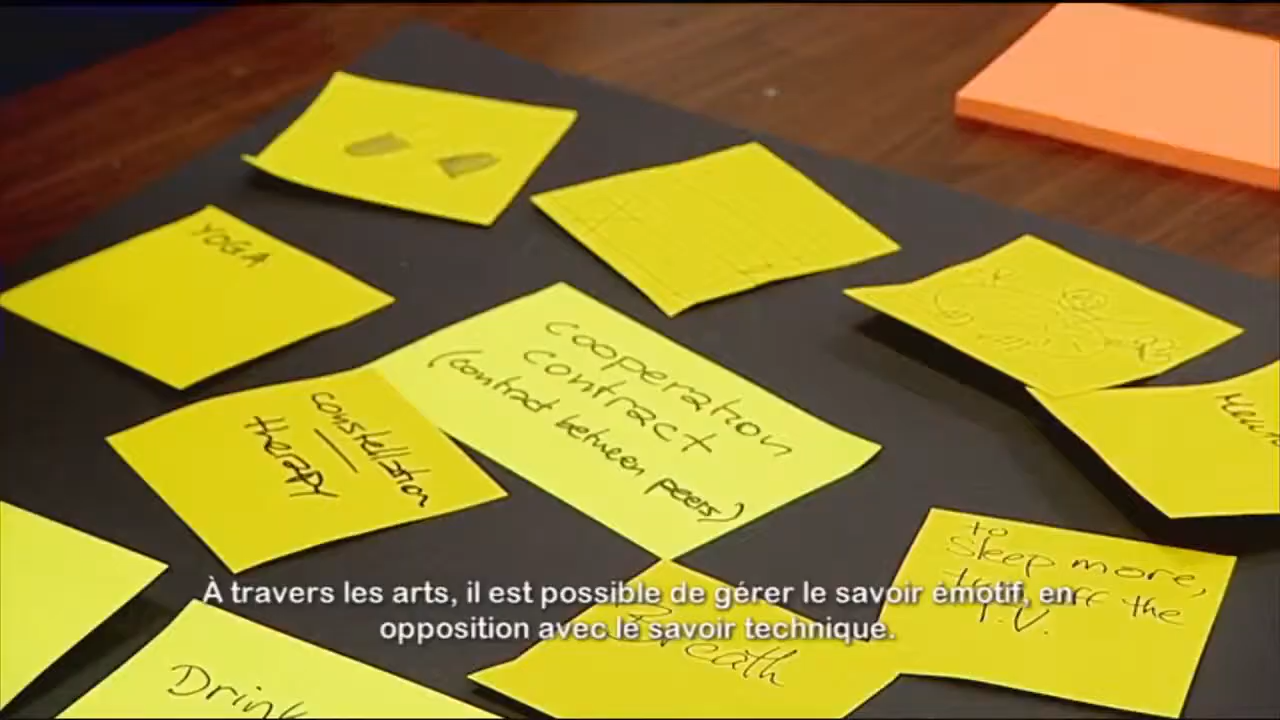 YOGA
cooperation
contract
(contract between peers)
constellation
therapy
to
sleep more,
the
T.V.
À travers les arts, il est possible de gérer le savoir émotif, en
opposition avec le savoir technique.
Breath
Drink